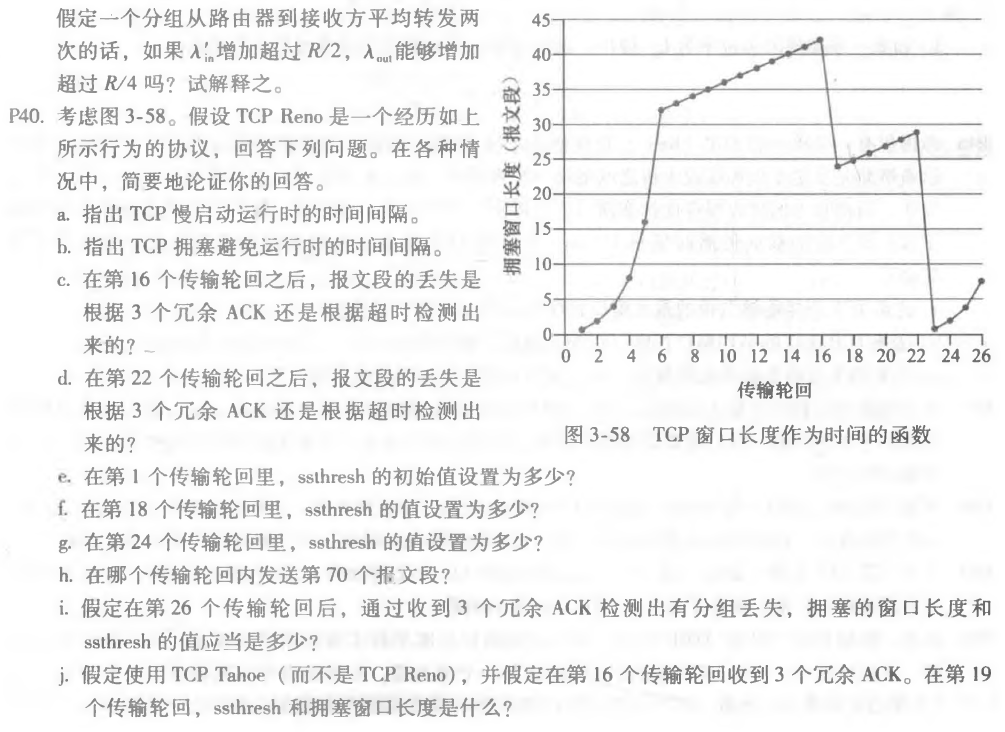 假定一个分组从路由器到接收方平均转发两
次的话，如果 λ'in增加超过 R/2，λout能够增加
超过 R/4 吗？试解释之。
P40. 考虑图 3-58。假设 TCP Reno 是一个经历如上
所示行为的协议，回答下列问题。在各种情
况中，简要地论证你的回答。
a. 指出 TCP 慢启动运行时的时间间隔。
b. 指出 TCP 拥塞避免运行时的时间间隔。
c. 在第 16 个传输轮回之后，报文段的丢失是
根据 3 个冗余 ACK 还是根据超时检测出
来的？
d. 在第 22 个传输轮回之后，报文段的丢失是
根据 3 个冗余 ACK 还是根据超时检测出
来的？
拥塞窗口长度（报文段）
45
40
35
30
25
20
15
10
5
0
0 2 4 6 8 10 12 14 16 18 20 22 24 26
传输轮回
图 3-58 TCP 窗口长度作为时间的函数
e. 在第 1 个传输轮回里，ssthresh 的初始值设置为多少？
f. 在第 18 个传输轮回里，ssthresh 的值设置为多少？
g. 在第 24 个传输轮回里，ssthresh 的值设置为多少？
h. 在哪个传输轮回内发送第 70 个报文段？
i. 假定在第 26 个传输轮回后，通过收到 3 个冗余 ACK 检测出有分组丢失，拥塞的窗口长度和
ssthresh 的值应当是多少？
j. 假定使用 TCP Tahoe（而不是 TCP Reno），并假定在第 16 个传输轮回收到 3 个冗余 ACK。在第 19
个传输轮回，ssthresh 和拥塞窗口长度是什么？